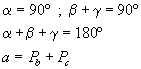 α = 90° ; β + γ = 90°
α + β + γ = 180°
a = P_b + P_c